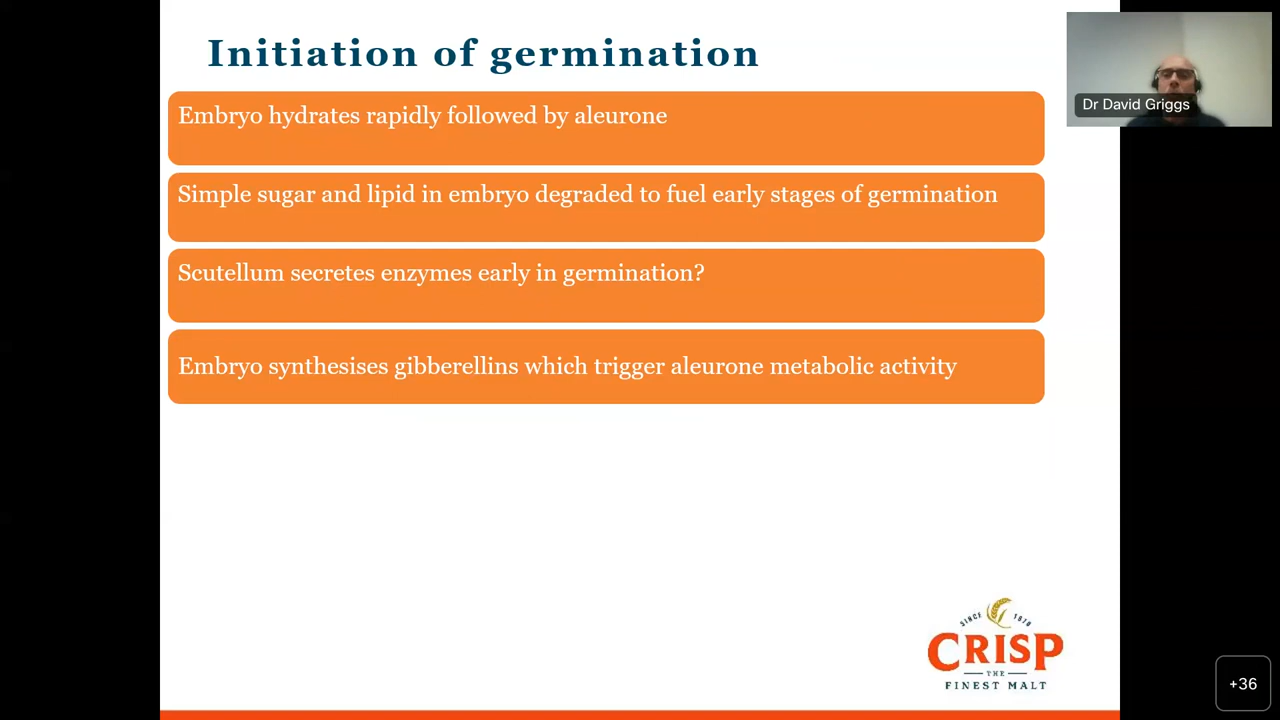 Initiation of germination
Dr David Griggs
Embryo hydrates rapidly followed by aleurone
Simple sugar and lipid in embryo degraded to fuel early stages of germination
Scutellum secretes enzymes early in germination?
Embryo synthesises gibberellins which trigger aleurone metabolic activity
SINCE 1870
CRISP
THE
FINEST MALT
+36